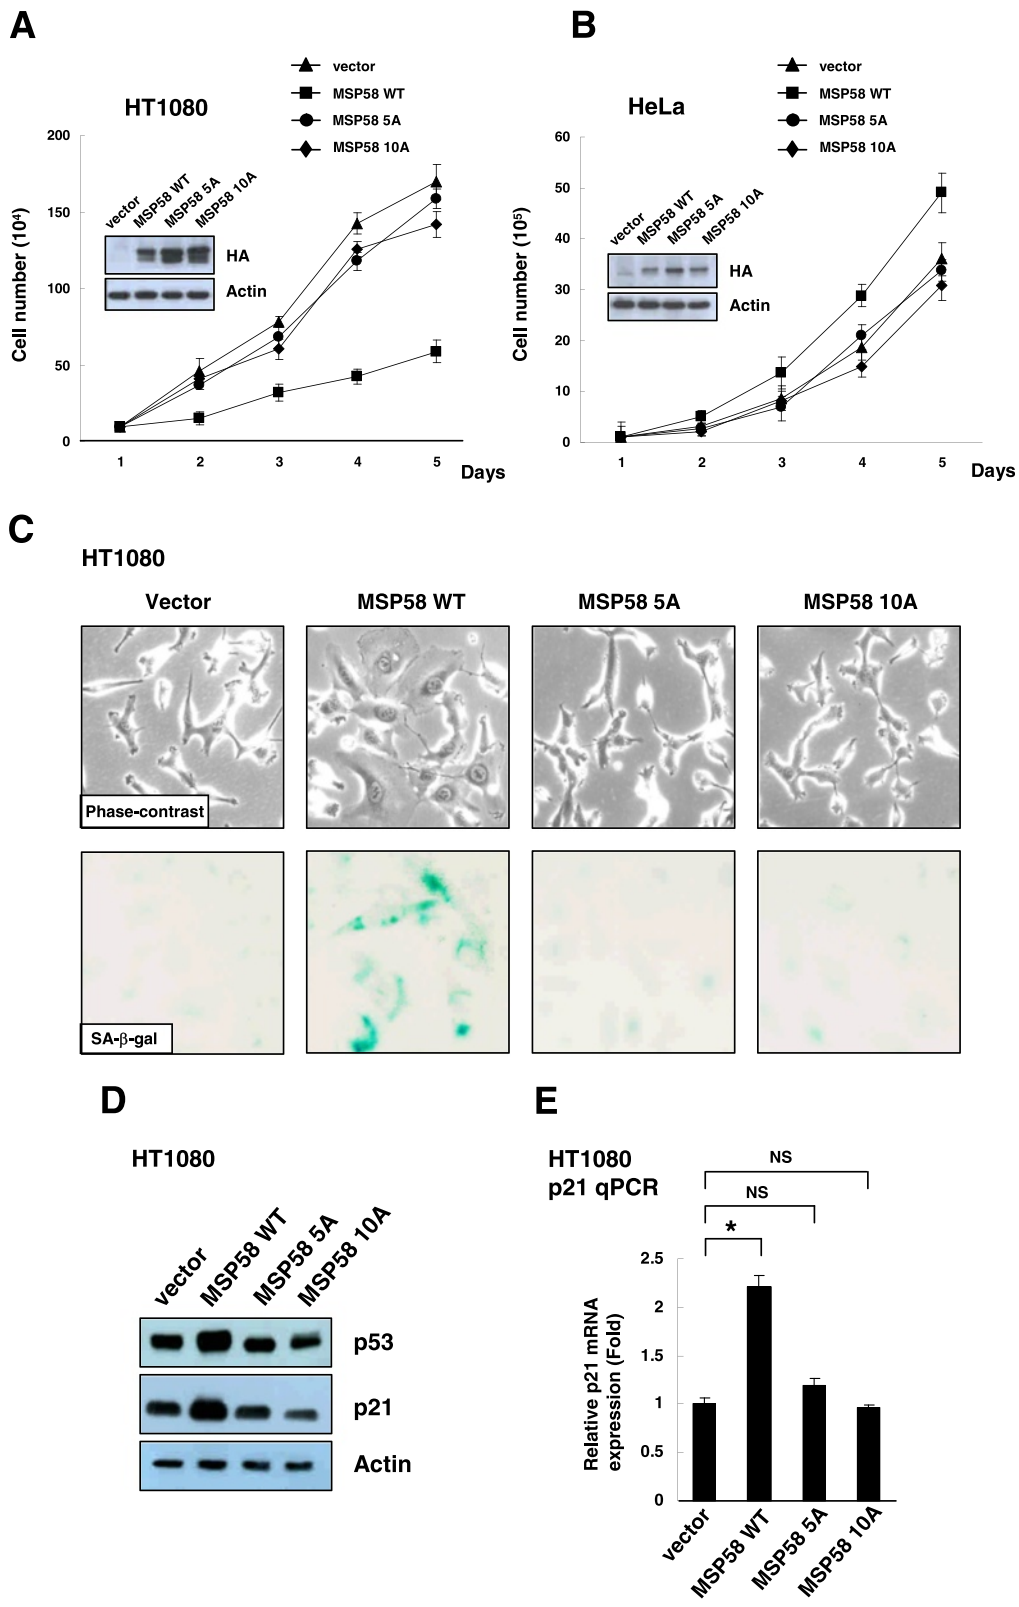 A
HT1080
vector
MSP58 WT
MSP58 5A
MSP58 10A
Cell number (10⁴)
200
150
100
50
0
vector
MSP58 WT
MSP58 5A
MSP58 10A
HA
Actin
1 2 3 4 5
Days
B
HeLa
vector
MSP58 WT
MSP58 5A
MSP58 10A
Cell number (10⁵)
60
50
40
30
20
10
0
vector
MSP58 WT
MSP58 5A
MSP58 10A
HA
Actin
1 2 3 4 5
Days
C
HT1080
Vector MSP58 WT MSP58 5A MSP58 10A
Phase-contrast
SA-β-gal
D
HT1080
vector
MSP58 WT
MSP58 5A
MSP58 10A
p53
p21
Actin
E
HT1080
p21 qPCR
NS
NS
*
Relative p21 mRNA
expression (Fold)
2.5
2
1.5
1
0.5
0
vector
MSP58 WT
MSP58 5A
MSP58 10A